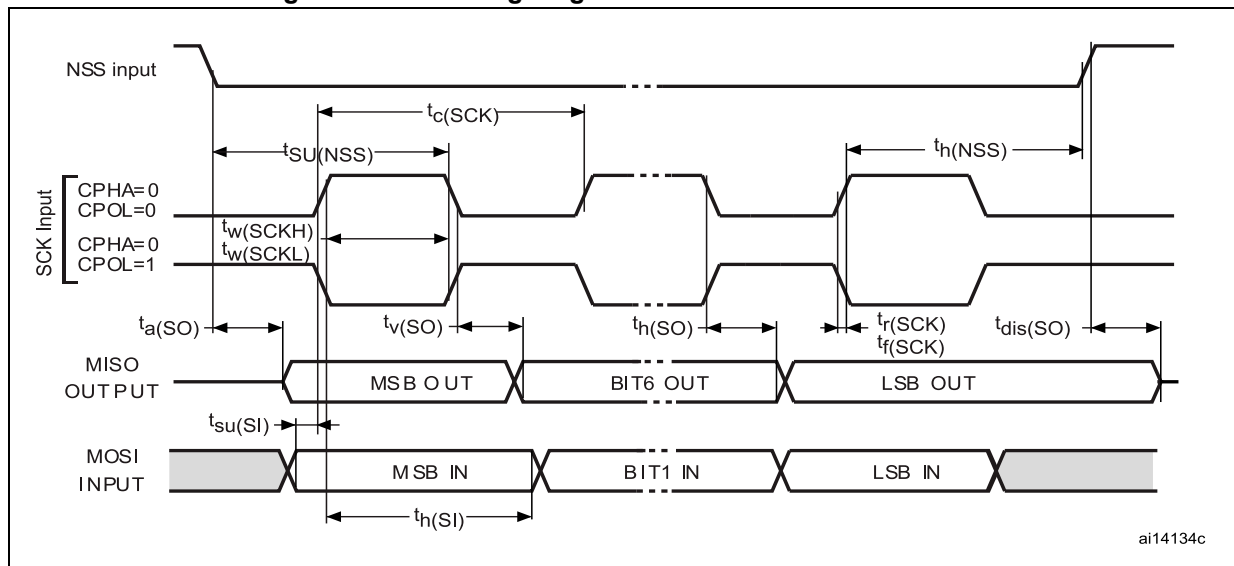 NSS input
tc(SCK)
tSU(NSS)
th(NSS)
SCK Input
CPHA=0
CPOL=0
tw(SCKH)
CPHA=0
tw(SCKL)
CPOL=1
ta(SO)
tv(SO)
th(SO)
tr(SCK)
tf(SCK)
tdis(SO)
MISO
OUTPUT
MSB OUT
BIT6 OUT
LSB OUT
tsu(SI)
MOSI
INPUT
MSB IN
BIT1 IN
LSB IN
th(SI)
ai14134c